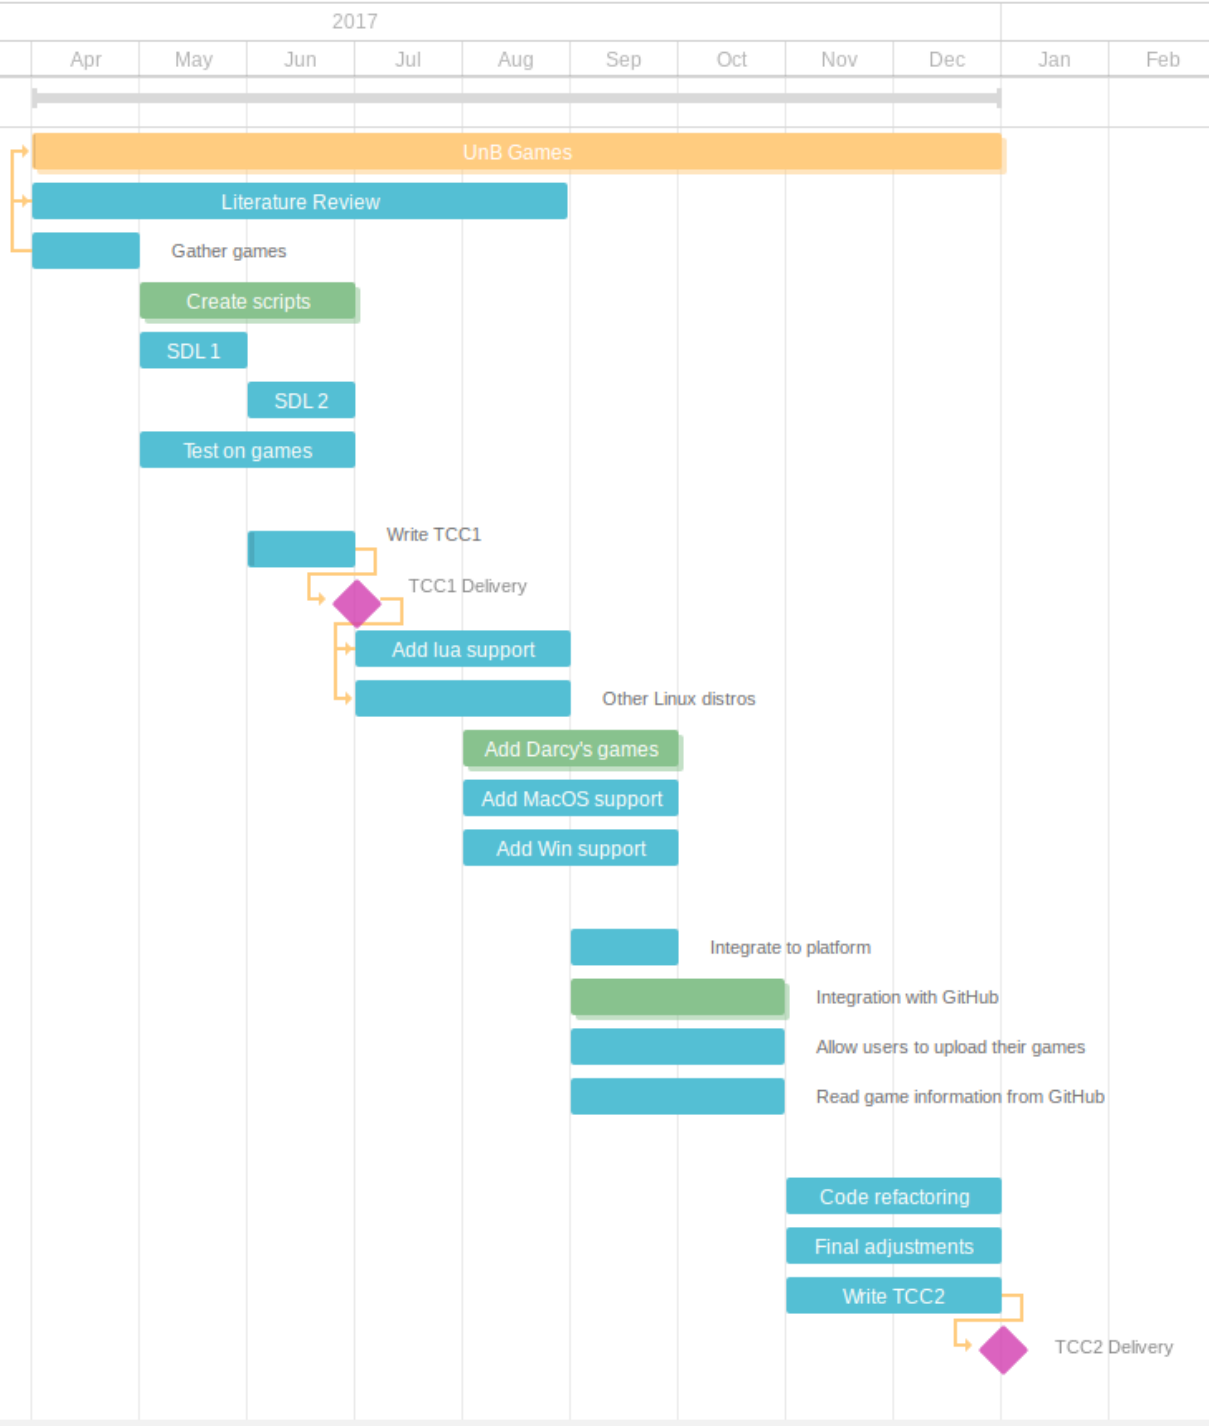 2017
Apr May Jun Jul Aug Sep Oct Nov Dec Jan Feb
UnB Games
Literature Review
Gather games
Create scripts
SDL 1
SDL 2
Test on games
Write TCC1
TCC1 Delivery
Add lua support
Other Linux distros
Add Darcy's games
Add MacOS support
Add Win support
Integrate to platform
Integration with GitHub
Allow users to upload their games
Read game information from GitHub
Code refactoring
Final adjustments
Write TCC2
TCC2 Delivery